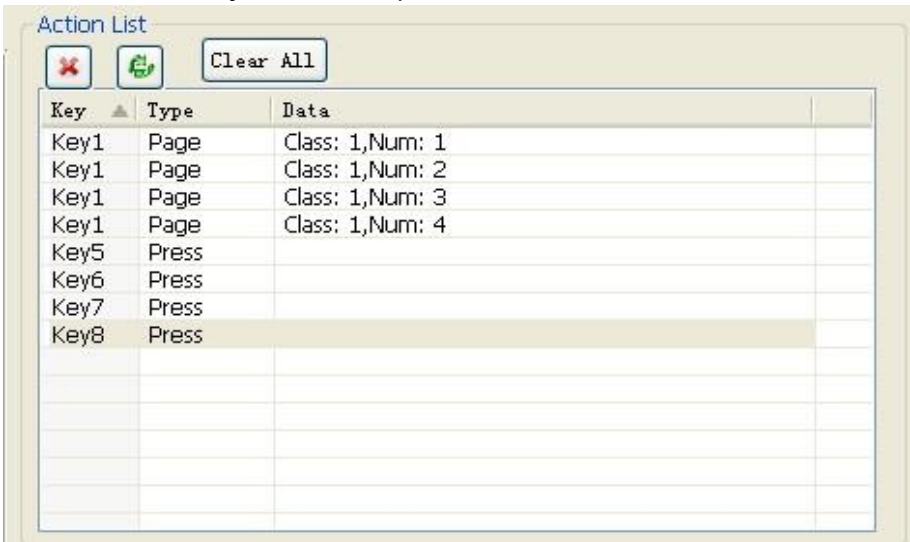 Action List
Clear All
Key Type Data
Key1 Page Class: 1,Num: 1
Key1 Page Class: 1,Num: 2
Key1 Page Class: 1,Num: 3
Key1 Page Class: 1,Num: 4
Key5 Press
Key6 Press
Key7 Press
Key8 Press